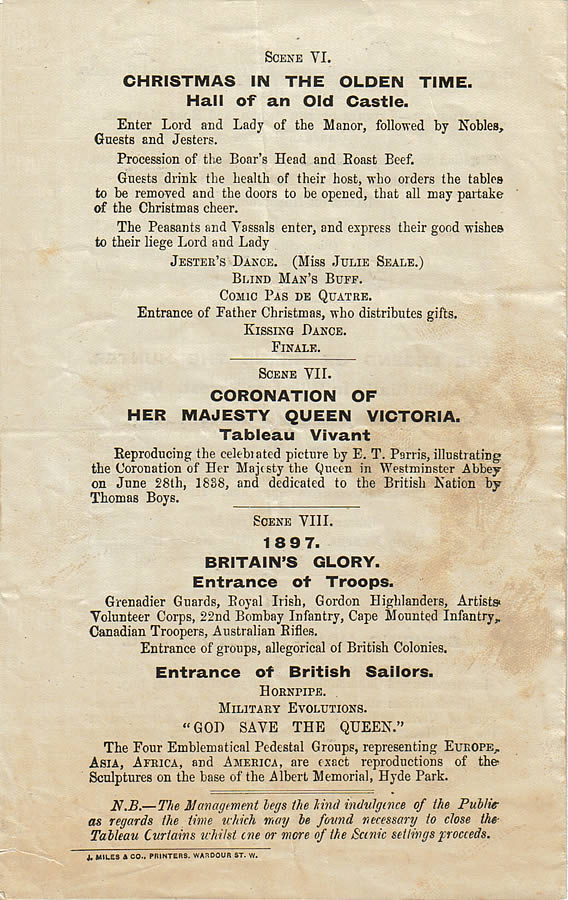 Scene VI.
CHRISTMAS IN THE OLDEN TIME.
Hall of an Old Castle.
Enter Lord and Lady of the Manor, followed by Nobles,
Guests and Jesters.
Procession of the Boar's Head and Roast Beef.
Guests drink the health of their host, who orders the tables
to be removed and the doors to be opened, that all may partake
of the Christmas cheer.
The Peasants and Vassals enter, and express their good wishes
to their liege Lord and Lady
Jester's Dance. (Miss Julie Seale.)
Blind Man's Buff.
Comic Pas de Quatre.
Entrance of Father Christmas, who distributes gifts.
Kissing Dance.
Finale.
Scene VII.
CORONATION OF
HER MAJESTY QUEEN VICTORIA.
Tableau Vivant
Reproducing the celebrated picture by E. T. Parris, illustrating
the Coronation of Her Majesty the Queen in Westminster Abbey
on June 28th, 1838, and dedicated to the British Nation by
Thomas Boys.
Scene VIII.
1897.
BRITAIN'S GLORY.
Entrance of Troops.
Grenadier Guards, Royal Irish, Gordon Highlanders, Artists
Volunteer Corps, 22nd Bombay Infantry, Cape Mounted Infantry,
Canadian Troopers, Australian Rifles.
Entrance of groups, allegorical of British Colonies.
Entrance of British Sailors.
Hornpipe.
Military Evolutions.
"GOD SAVE THE QUEEN."
The Four Emblematical Pedestal Groups, representing Europe,
Asia, Africa, and America, are exact reproductions of the
Sculptures on the base of the Albert Memorial, Hyde Park.
N.B.—The Management begs the kind indulgence of the Public
as regards the time which may be found necessary to close the
Tableau Curtains whilst one or more of the Scenic settings proceeds.
J. MILES & CO., PRINTERS, WARDOUR ST. W.